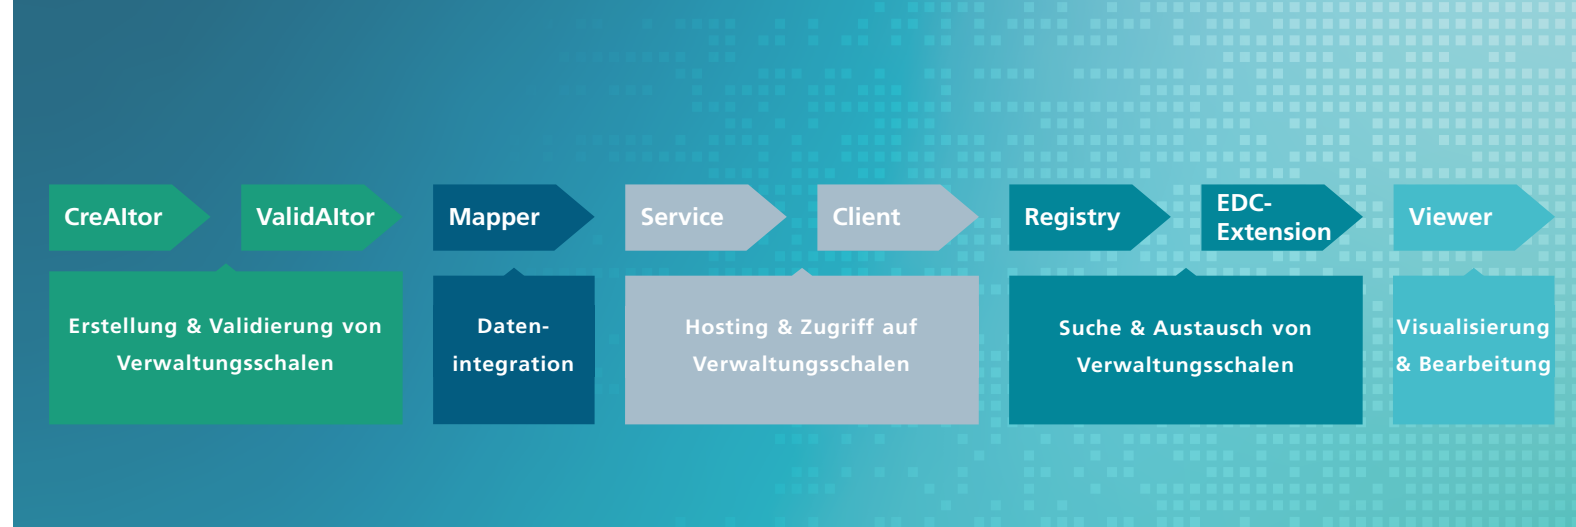 CreAItor
ValidAItor
Mapper
Service
Client
Registry
EDC-
Extension
Viewer
Erstellung & Validierung von
Verwaltungsschalen
Daten-
integration
Hosting & Zugriff auf
Verwaltungsschalen
Suche & Austausch von
Verwaltungsschalen
Visualisierung
& Bearbeitung